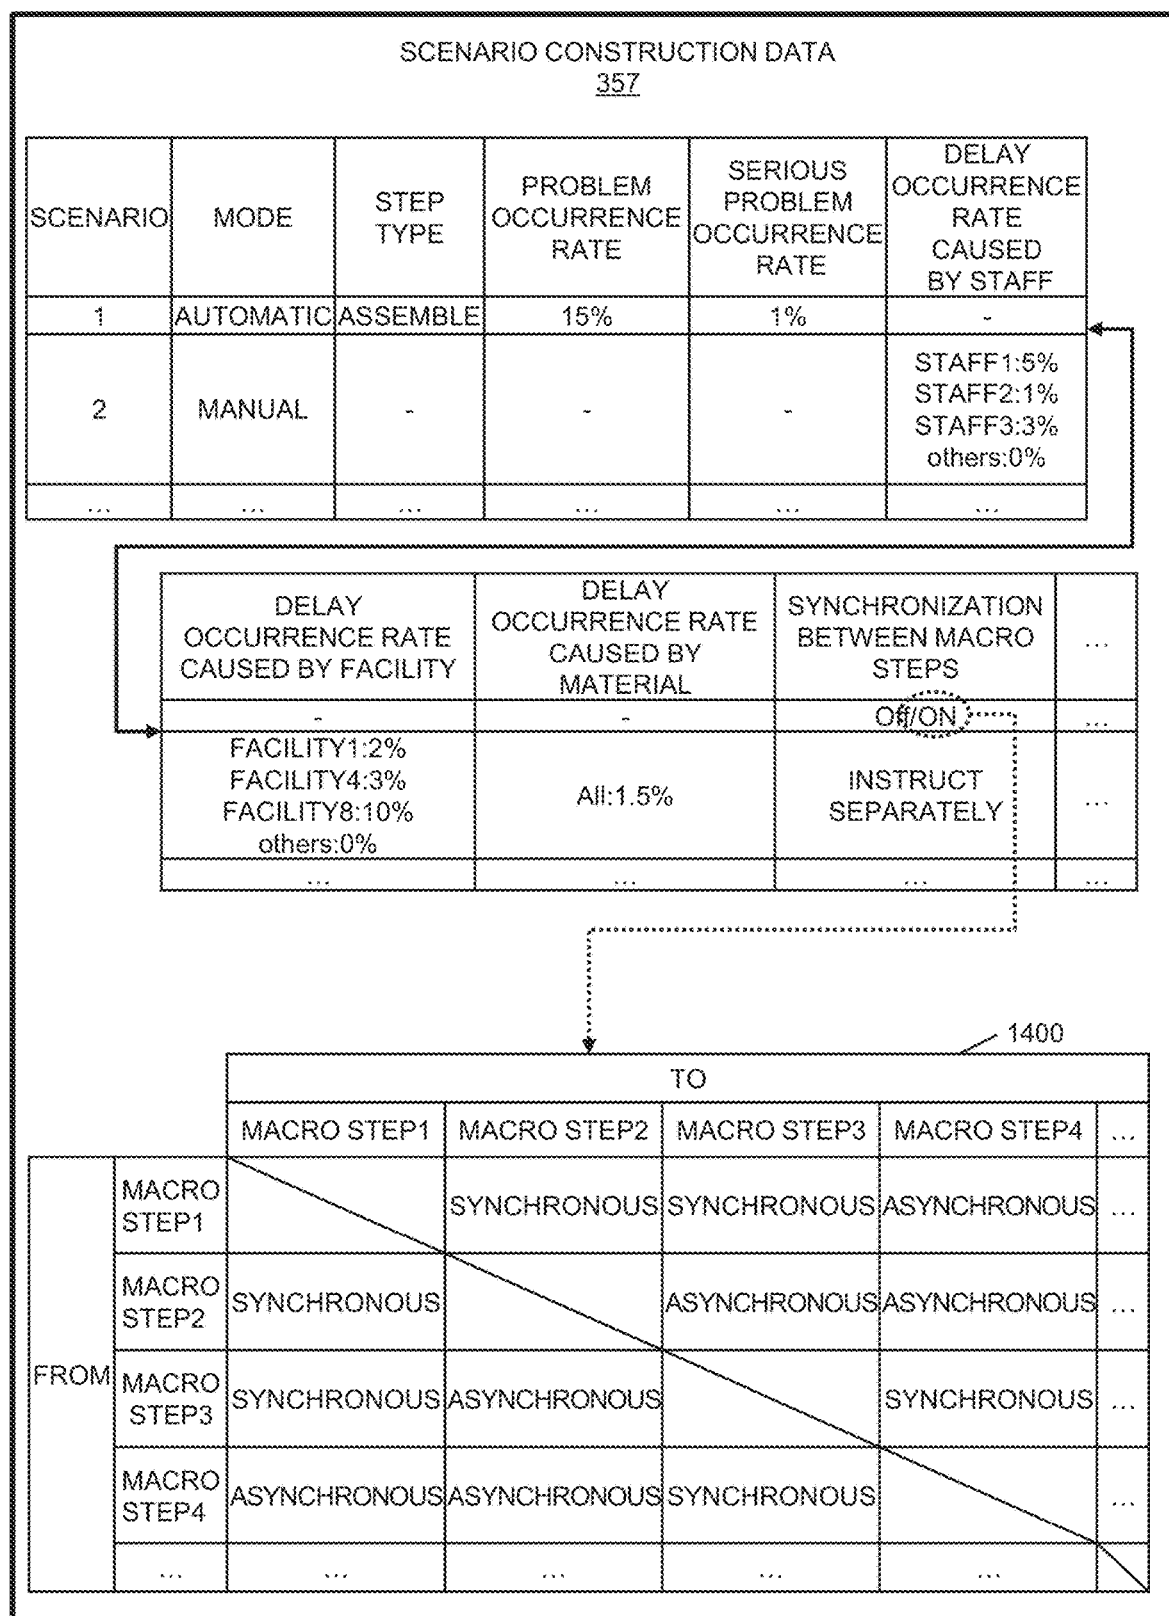 SCENARIO CONSTRUCTION DATA
357
SCENARIO
MODE
STEP
TYPE
PROBLEM
OCCURRENCE
RATE
SERIOUS
PROBLEM
OCCURRENCE
RATE
DELAY
OCCURRENCE
RATE
CAUSED
BY STAFF
1
AUTOMATIC
ASSEMBLE
15%
1%
-
2
MANUAL
-
-
-
STAFF1:5%
STAFF2:1%
STAFF3:3%
others:0%
...
...
...
...
...
...
DELAY
OCCURRENCE RATE
CAUSED BY FACILITY
DELAY
OCCURRENCE RATE
CAUSED BY
MATERIAL
SYNCHRONIZATION
BETWEEN MACRO
STEPS
...
-
-
Off/ON
...
FACILITY1:2%
FACILITY4:3%
FACILITY8:10%
others:0%
All:1.5%
INSTRUCT
SEPARATELY
...
...
...
...
...
1400
TO
MACRO STEP1
MACRO STEP2
MACRO STEP3
MACRO STEP4
...
FROM
MACRO
STEP1
SYNCHRONOUS
SYNCHRONOUS
ASYNCHRONOUS
...
MACRO
STEP2
SYNCHRONOUS
ASYNCHRONOUS
ASYNCHRONOUS
...
MACRO
STEP3
SYNCHRONOUS
ASYNCHRONOUS
SYNCHRONOUS
...
MACRO
STEP4
ASYNCHRONOUS
ASYNCHRONOUS
SYNCHRONOUS
...
...
...
...
...
...